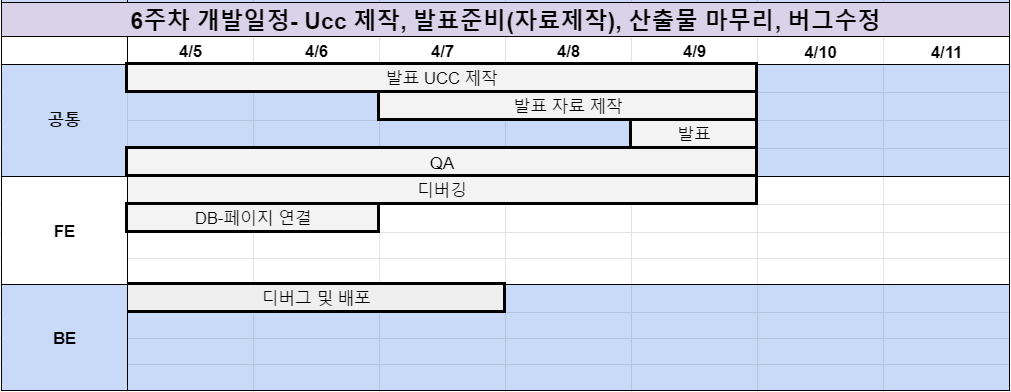 6주차 개발일정- Ucc 제작, 발표준비(자료제작), 산출물 마무리, 버그수정
4/5 4/6 4/7 4/8 4/9 4/10 4/11
공통
발표 UCC 제작
발표 자료 제작
발표
QA
FE
디버깅
DB-페이지 연결
BE
디버그 및 배포